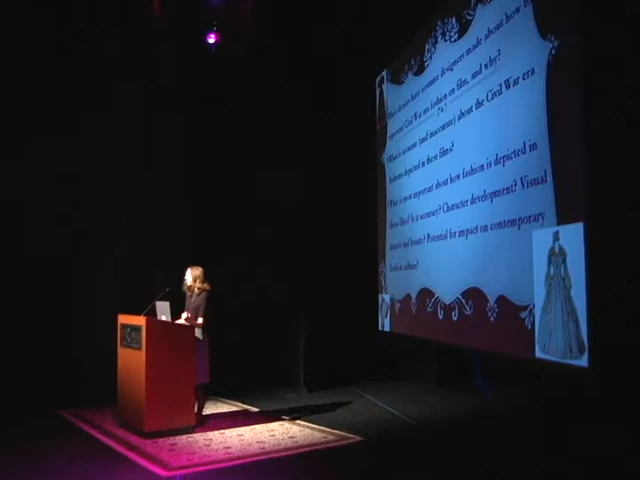 What choices have costume designers made about how to
represent Civil War era fashion on film, and why?
What is accurate (and inaccurate) about the Civil War era
fashions depicted in these films?
What is most important about how fashion is depicted in
these films? Is it accuracy? Character development? Visual
impact and beauty? Potential for impact on contemporary
culture?